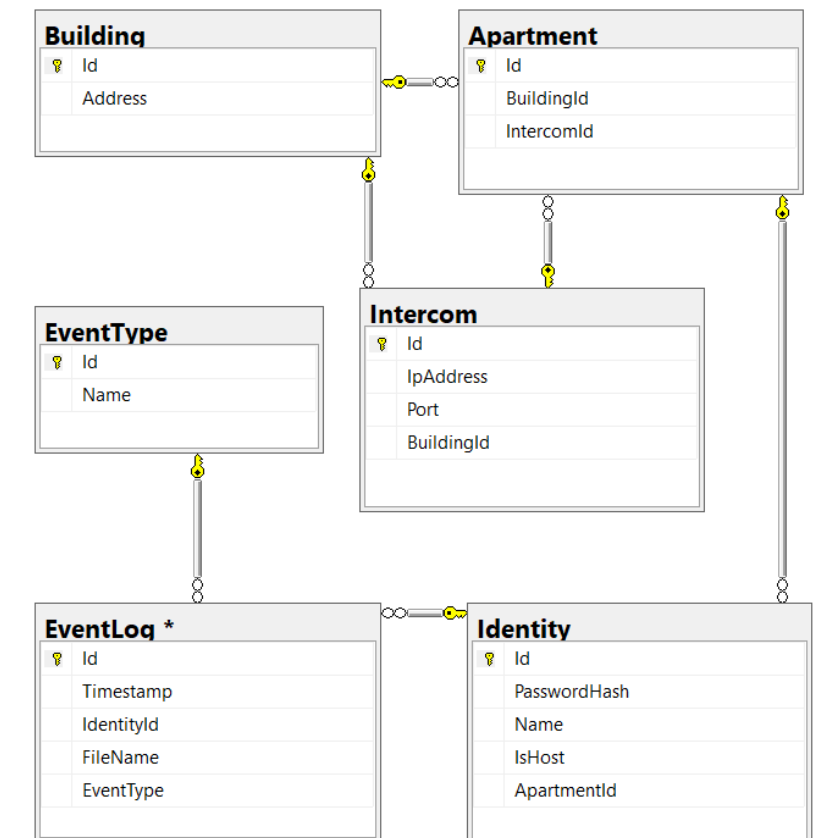 Building
Id
Address
Apartment
Id
BuildingId
IntercomId
EventType
Id
Name
Intercom
Id
IpAddress
Port
BuildingId
EventLog *
Id
Timestamp
IdentityId
FileName
EventType
Identity
Id
PasswordHash
Name
IsHost
ApartmentId